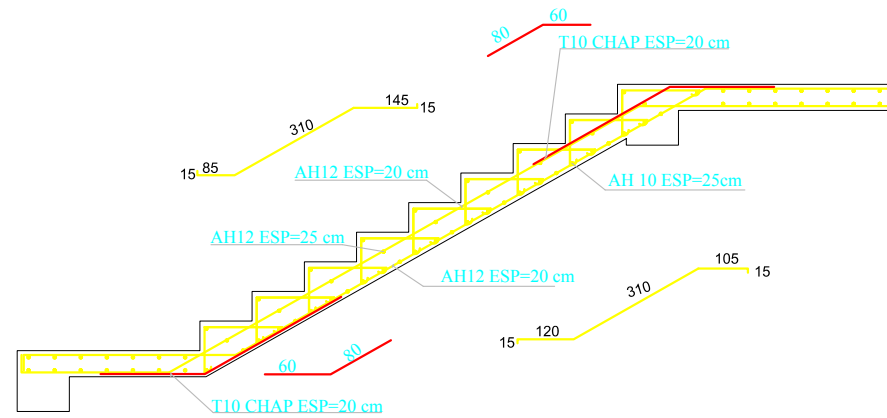 60
80
T10 CHAP ESP=20 cm
145
15
310
15
85
AH12 ESP=20 cm
AH 10 ESP=25cm
AH12 ESP=25 cm
AH12 ESP=20 cm
105
15
310
120
15
60
80
T10 CHAP ESP=20 cm